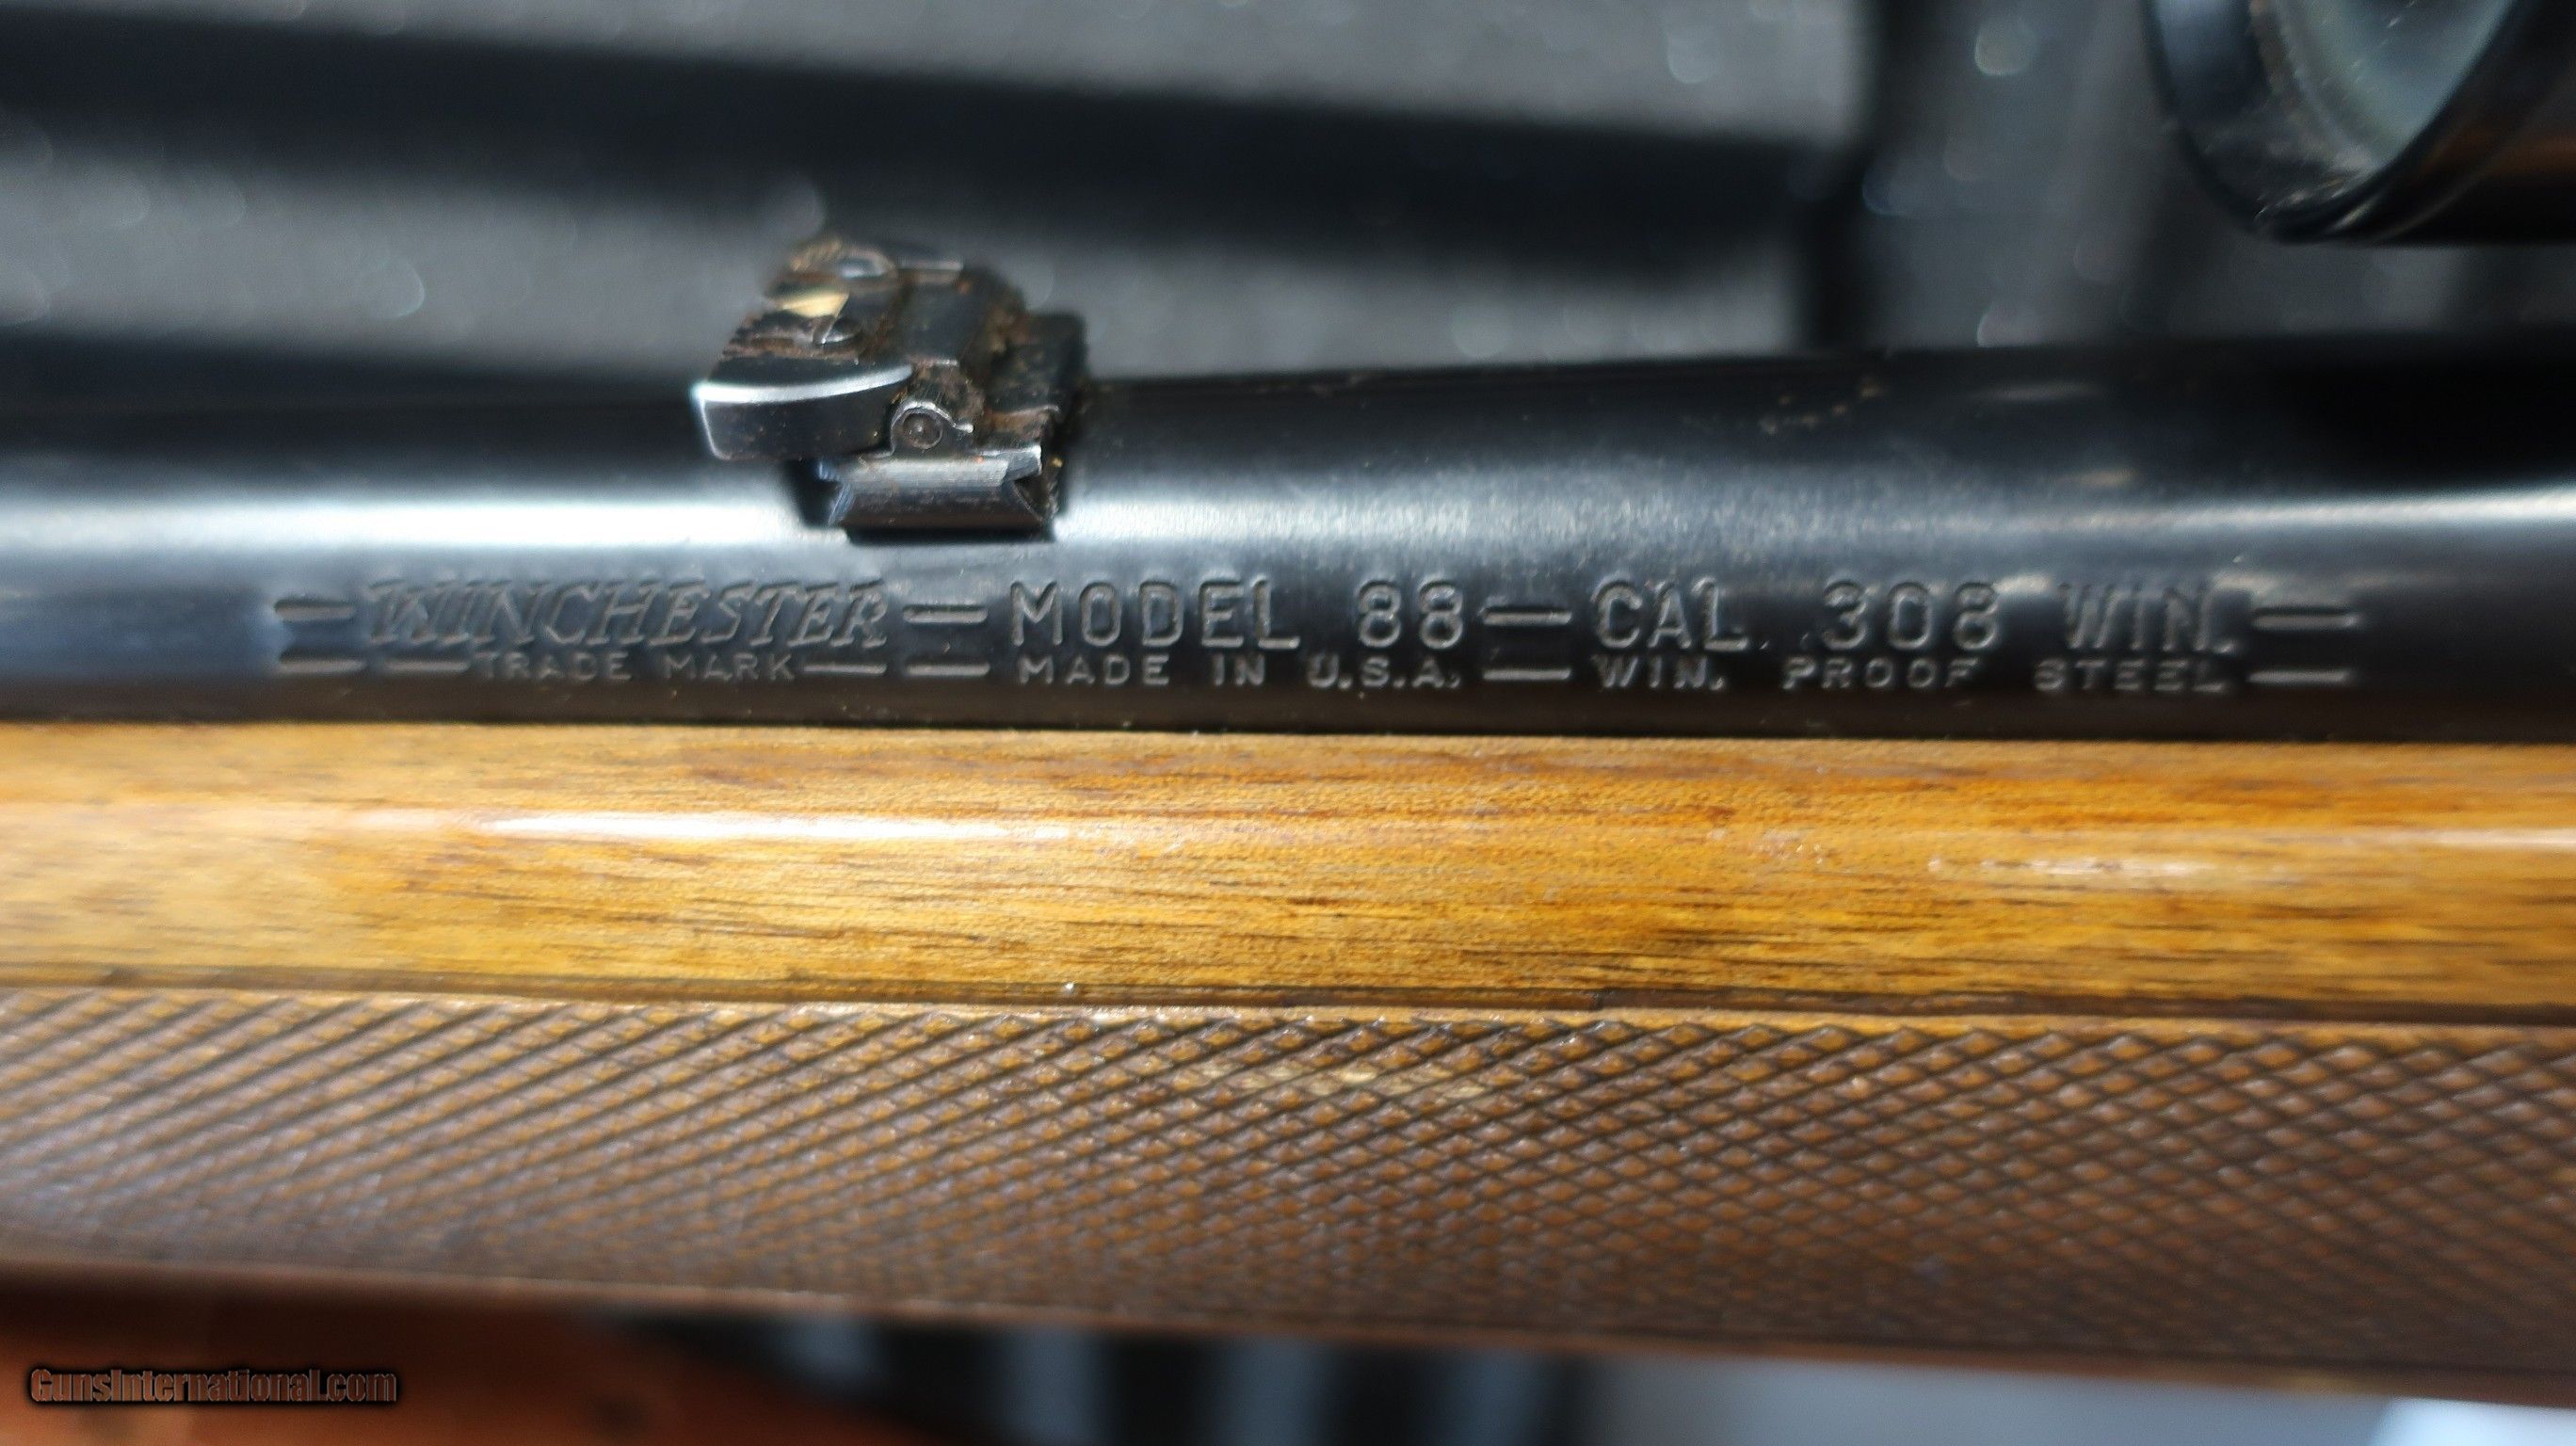 WINCHESTER MODEL 88 CAL. 308 WIN.
TRADE MARK MADE IN U.S.A. WIN. PROOF STEEL
GunsInternational.com